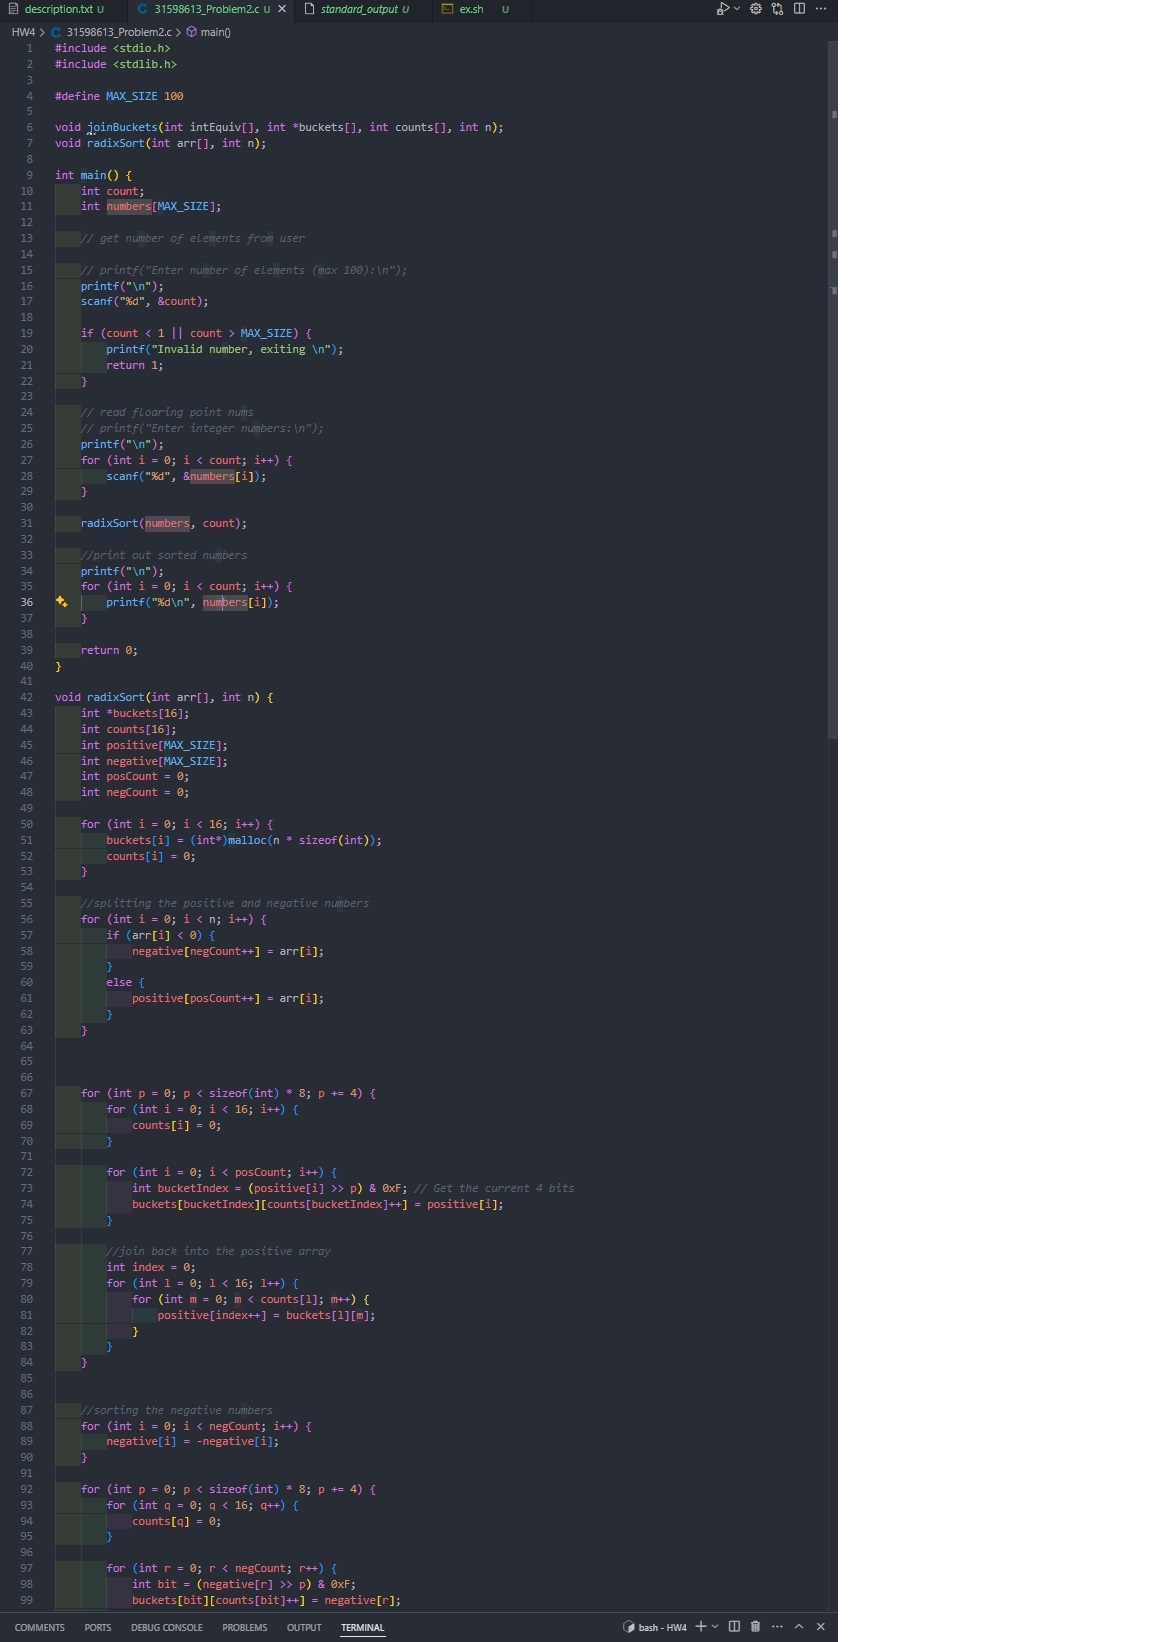 description.txt U 31598613_Problem2.c U standard_output U ex.sh U
HW4 > 31598613_Problem2.c > main()
1 #include <stdio.h>
2 #include <stdlib.h>
3
4 #define MAX_SIZE 100
5
6 void joinBuckets(int intEquiv[], int *buckets[], int counts[], int n);
7 void radixSort(int arr[], int n);
8
9 int main() {
10 int count;
11 int numbers[MAX_SIZE];
12
13 // get number of elements from user
14
15 // printf("Enter number of elements (max 100):\n");
16 printf("\n");
17 scanf("%d", &count);
18
19 if (count < 1 || count > MAX_SIZE) {
20 printf("Invalid number, exiting \n");
21 return 1;
22 }
23
24 // read floaring point nums
25 // printf("Enter integer numbers:\n");
26 printf("\n");
27 for (int i = 0; i < count; i++) {
28 scanf("%d", &numbers[i]);
29 }
30
31 radixSort(numbers, count);
32
33 //print out sorted numbers
34 printf("\n");
35 for (int i = 0; i < count; i++) {
36 printf("%d\n", numbers[i]);
37 }
38
39 return 0;
40 }
41
42 void radixSort(int arr[], int n) {
43 int *buckets[16];
44 int counts[16];
45 int positive[MAX_SIZE];
46 int negative[MAX_SIZE];
47 int posCount = 0;
48 int negCount = 0;
49
50 for (int i = 0; i < 16; i++) {
51 buckets[i] = (int*)malloc(n * sizeof(int));
52 counts[i] = 0;
53 }
54
55 //splitting the positive and negative numbers
56 for (int i = 0; i < n; i++) {
57 if (arr[i] < 0) {
58 negative[negCount++] = arr[i];
59 }
60 else {
61 positive[posCount++] = arr[i];
62 }
63 }
64
65
66
67 for (int p = 0; p < sizeof(int) * 8; p += 4) {
68 for (int i = 0; i < 16; i++) {
69 counts[i] = 0;
70 }
71
72 for (int i = 0; i < posCount; i++) {
73 int bucketIndex = (positive[i] >> p) & 0xF; // Get the current 4 bits
74 buckets[bucketIndex][counts[bucketIndex]++] = positive[i];
75 }
76
77 //join back into the positive array
78 int index = 0;
79 for (int l = 0; l < 16; l++) {
80 for (int m = 0; m < counts[l]; m++) {
81 positive[index++] = buckets[l][m];
82 }
83 }
84 }
85
86
87 //sorting the negative numbers
88 for (int i = 0; i < negCount; i++) {
89 negative[i] = -negative[i];
90 }
91
92 for (int p = 0; p < sizeof(int) * 8; p += 4) {
93 for (int q = 0; q < 16; q++) {
94 counts[q] = 0;
95 }
96
97 for (int r = 0; r < negCount; r++) {
98 int bit = (negative[r] >> p) & 0xF;
99 buckets[bit][counts[bit]++] = negative[r];
COMMENTS PORTS DEBUG CONSOLE PROBLEMS OUTPUT TERMINAL bash - HW4